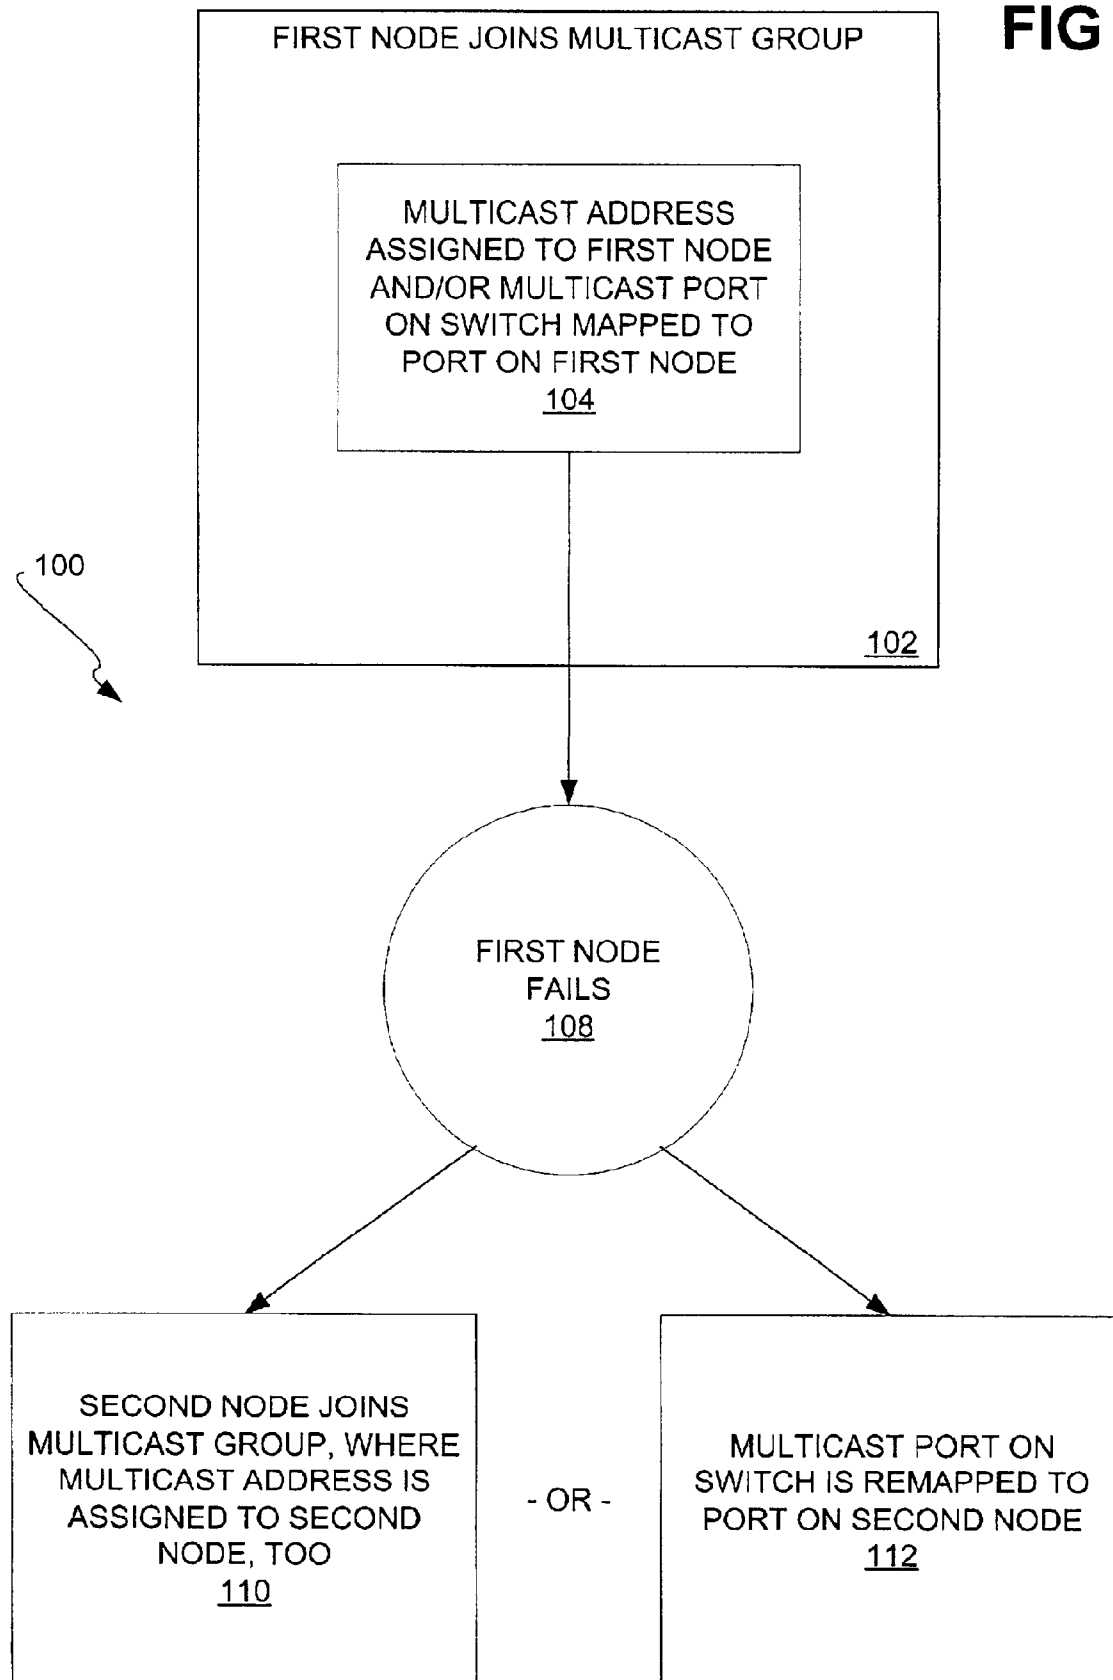 FIG
FIRST NODE JOINS MULTICAST GROUP
MULTICAST ADDRESS
ASSIGNED TO FIRST NODE
AND/OR MULTICAST PORT
ON SWITCH MAPPED TO
PORT ON FIRST NODE
104
100
102
FIRST NODE
FAILS
108
SECOND NODE JOINS
MULTICAST GROUP, WHERE
MULTICAST ADDRESS IS
ASSIGNED TO SECOND
NODE, TOO
110
- OR -
MULTICAST PORT ON
SWITCH IS REMAPPED TO
PORT ON SECOND NODE
112